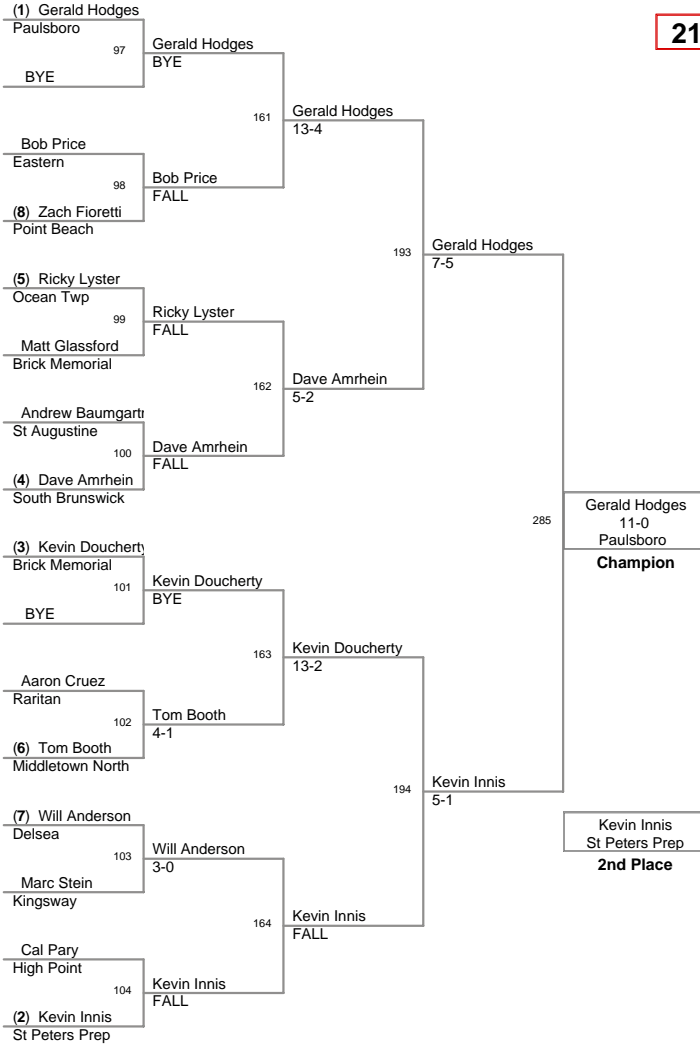 (1) Gerald Hodges
Paulsboro
97
BYE
Gerald Hodges
BYE
21
161
Gerald Hodges
13-4
Bob Price
Eastern
98
(8) Zach Fioretti
Point Beach
Bob Price
FALL
193
Gerald Hodges
7-5
(5) Ricky Lyster
Ocean Twp
99
Matt Glassford
Brick Memorial
Ricky Lyster
FALL
162
Dave Amrhein
5-2
Andrew Baumgartn
St Augustine
100
(4) Dave Amrhein
South Brunswick
Dave Amrhein
FALL
285
Gerald Hodges
11-0
Paulsboro
Champion
(3) Kevin Doucherty
Brick Memorial
101
BYE
Kevin Doucherty
BYE
163
Kevin Doucherty
13-2
Aaron Cruez
Raritan
102
(6) Tom Booth
Middletown North
Tom Booth
4-1
194
Kevin Innis
5-1
Kevin Innis
St Peters Prep
2nd Place
(7) Will Anderson
Delsea
103
Marc Stein
Kingsway
Will Anderson
3-0
164
Kevin Innis
FALL
Cal Pary
High Point
104
(2) Kevin Innis
St Peters Prep
Kevin Innis
FALL